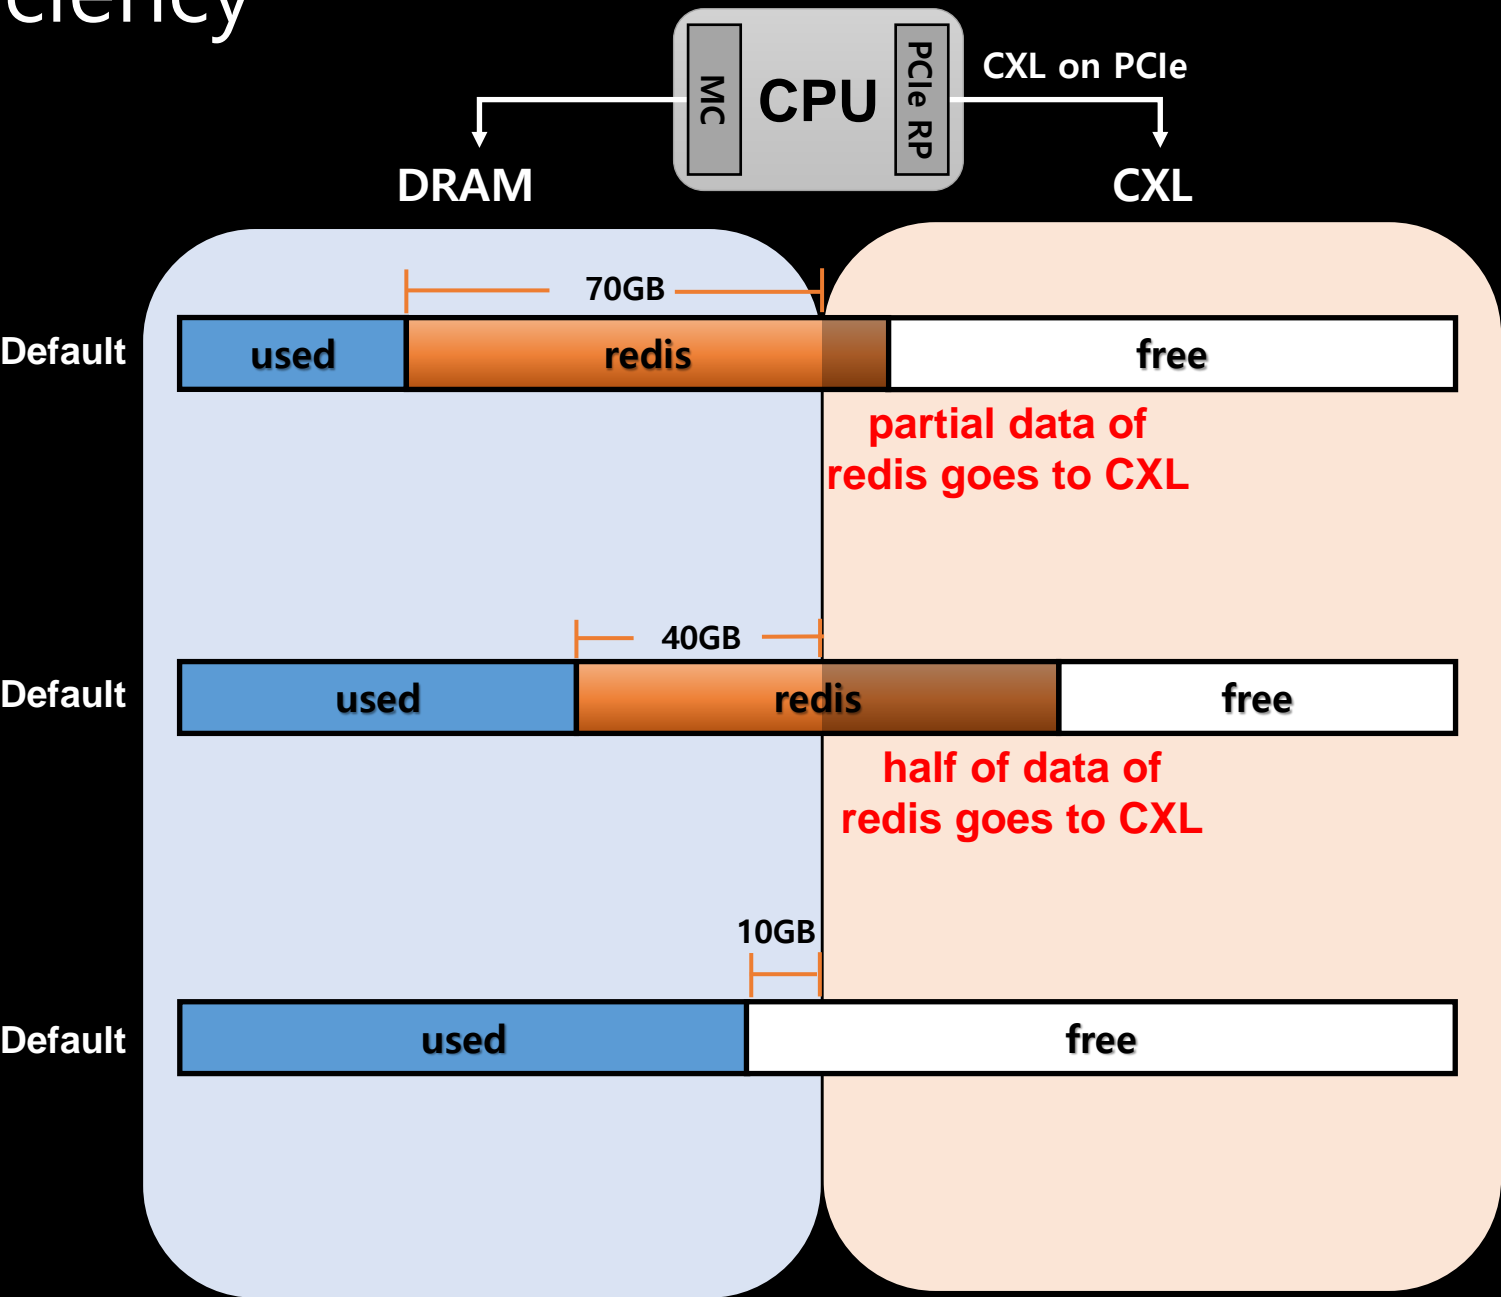 MC
CPU
PCIe RP
CXL on PCIe
DRAM
CXL
70GB
Default
used
redis
free
partial data of
redis goes to CXL
40GB
Default
used
redis
free
half of data of
redis goes to CXL
10GB
Default
used
free